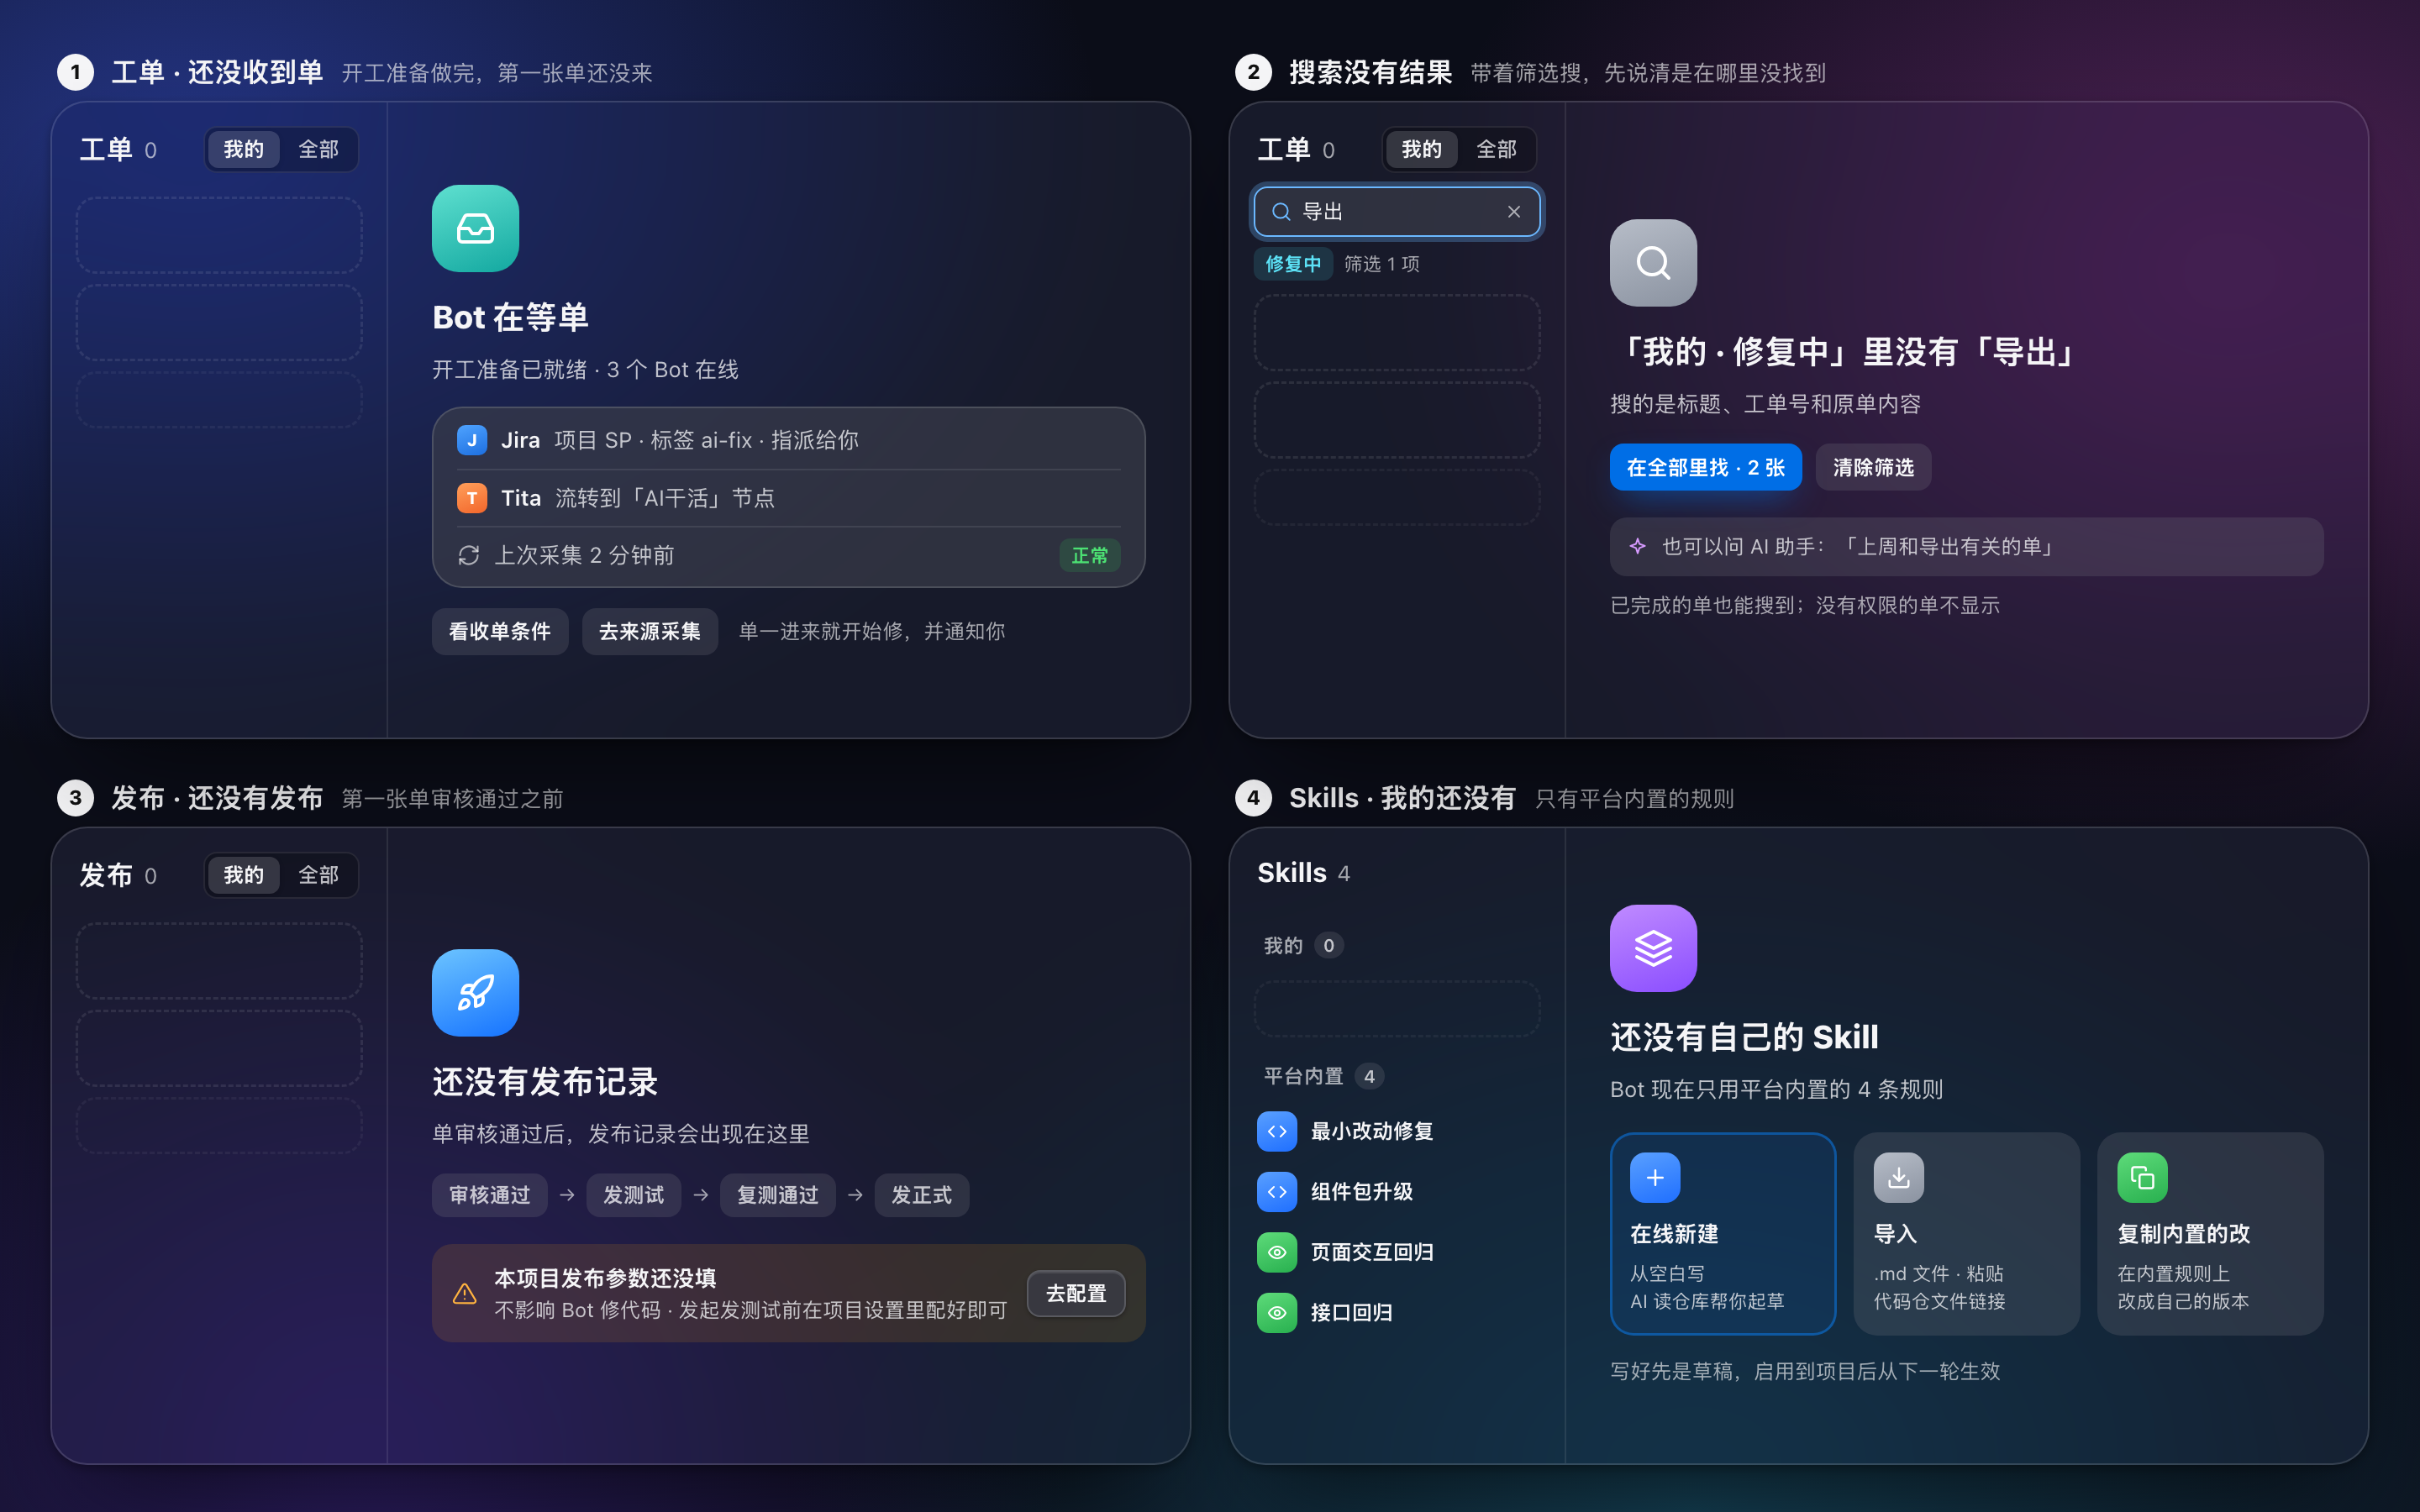 1 工单 · 还没收到单 开工准备做完，第一张单还没来
工单 0 我的 全部
Bot 在等单
开工准备已就绪 · 3 个 Bot 在线
J Jira 项目 SP · 标签 ai-fix · 指派给你
T Tita 流转到「AI干活」节点
上次采集 2 分钟前 正常
看收单条件 去来源采集 单一进来就开始修，并通知你
2 搜索没有结果 带着筛选搜，先说清是在哪里没找到
工单 0 我的 全部
导出
修复中 筛选 1 项
「我的 · 修复中」里没有「导出」
搜的是标题、工单号和原单内容
在全部里找 · 2 张 清除筛选
也可以问 AI 助手：「上周和导出有关的单」
已完成的单也能搜到；没有权限的单不显示
3 发布 · 还没有发布 第一张单审核通过之前
发布 0 我的 全部
还没有发布记录
单审核通过后，发布记录会出现在这里
审核通过 → 发测试 → 复测通过 → 发正式
本项目发布参数还没填
不影响 Bot 修代码 · 发起发测试前在项目设置里配好即可
去配置
4 Skills · 我的还没有 只有平台内置的规则
Skills 4
我的 0
平台内置 4
最小改动修复
组件包升级
页面交互回归
接口回归
还没有自己的 Skill
Bot 现在只用平台内置的 4 条规则
在线新建
从空白写
AI 读仓库帮你起草
导入
.md 文件 · 粘贴
代码仓文件链接
复制内置的改
在内置规则上
改成自己的版本
写好先是草稿，启用到项目后从下一轮生效